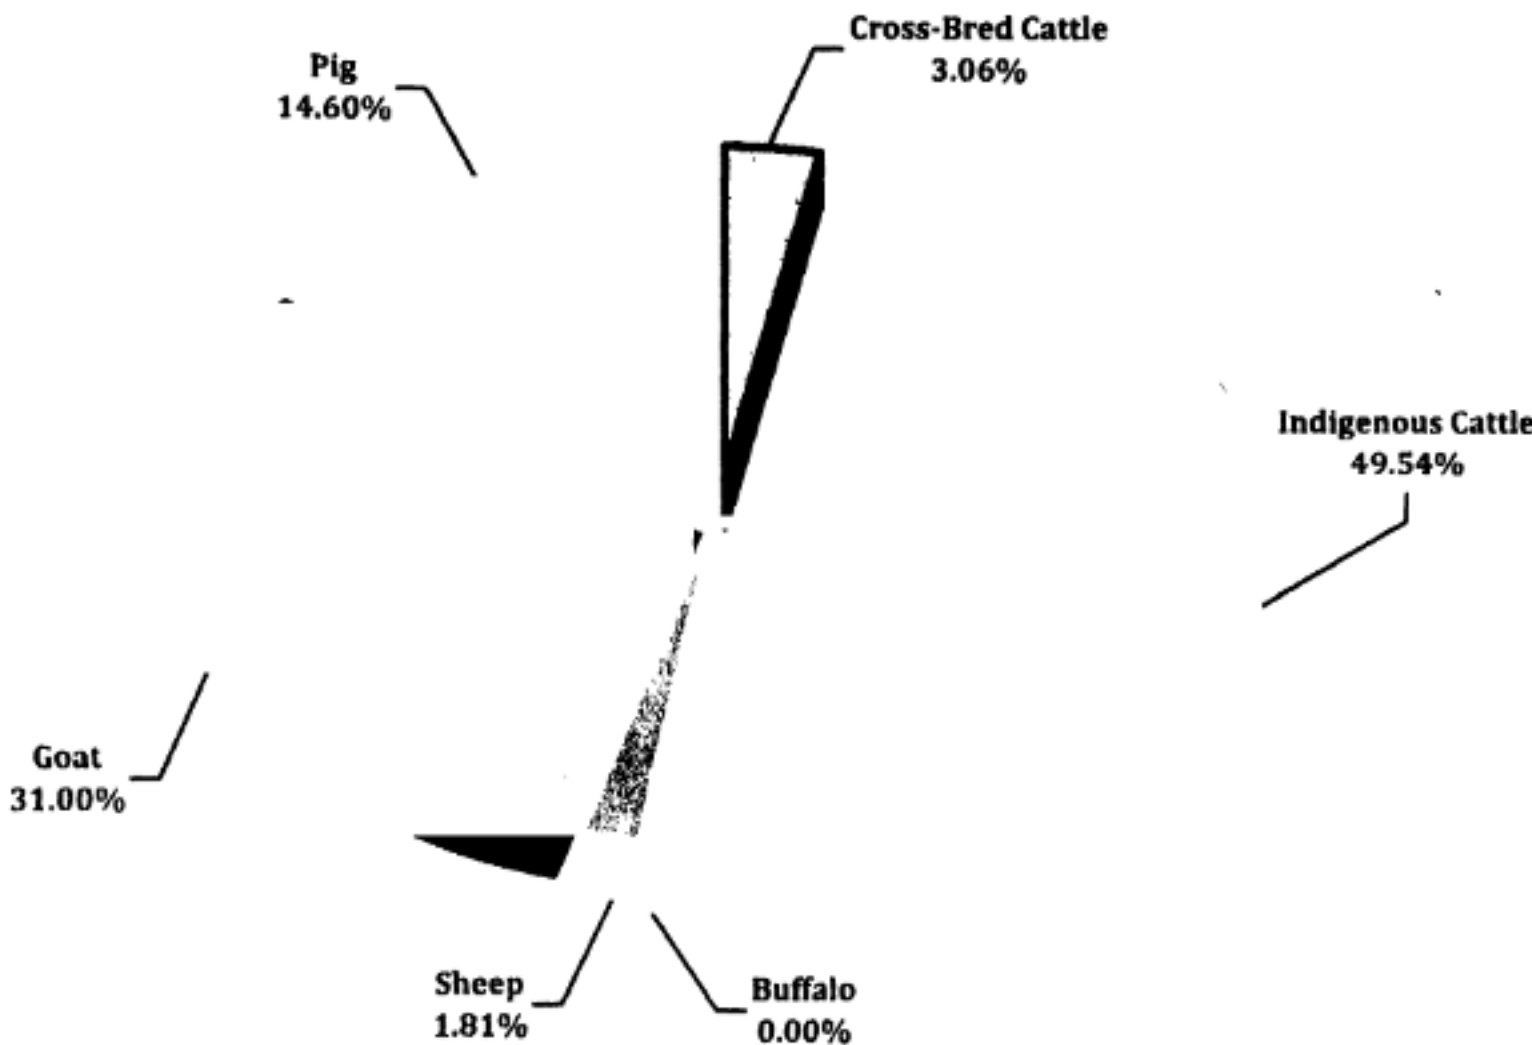 Cross-Bred Cattle
3.06%
Pig
14.60%
Indigenous Cattle
49.54%
Goat
31.00%
Sheep
1.81%
Buffalo
0.00%